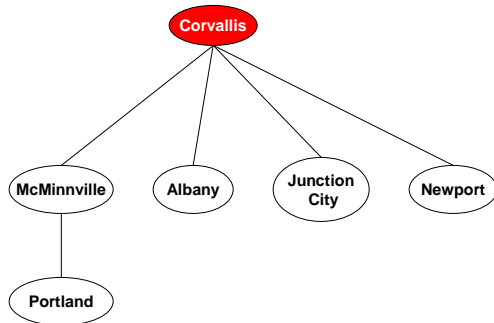 Corvallis
McMinnville
Albany
Junction
City
Newport
Portland